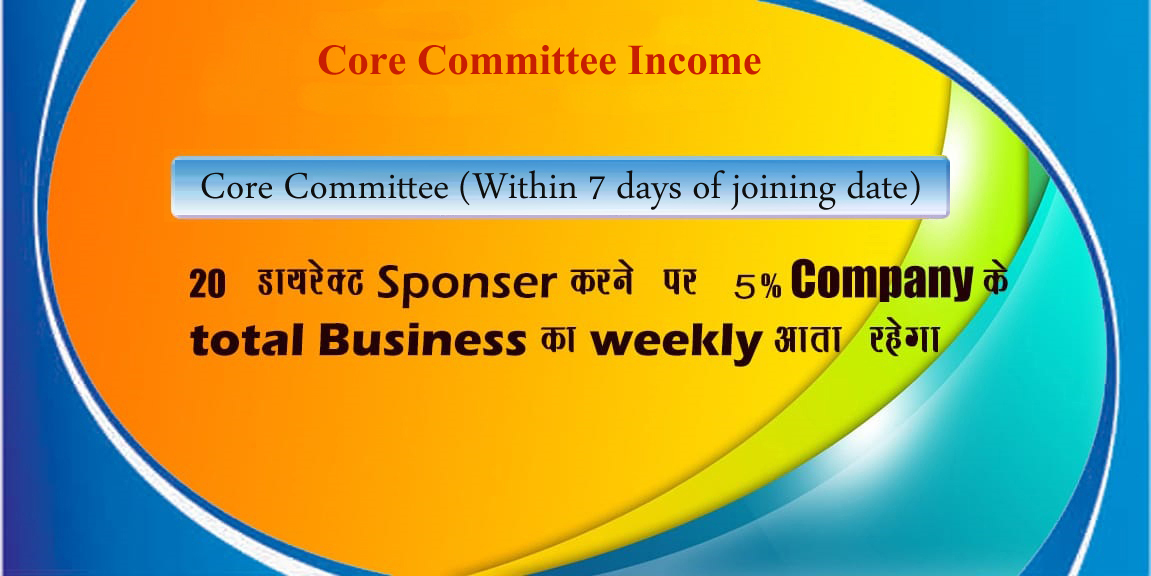 Core Committee Income
Core Committee (Within 7 days of joining date)
20 डायरेक्ट Sponser करने पर 5% Company के
total Business का weekly आता रहेगा